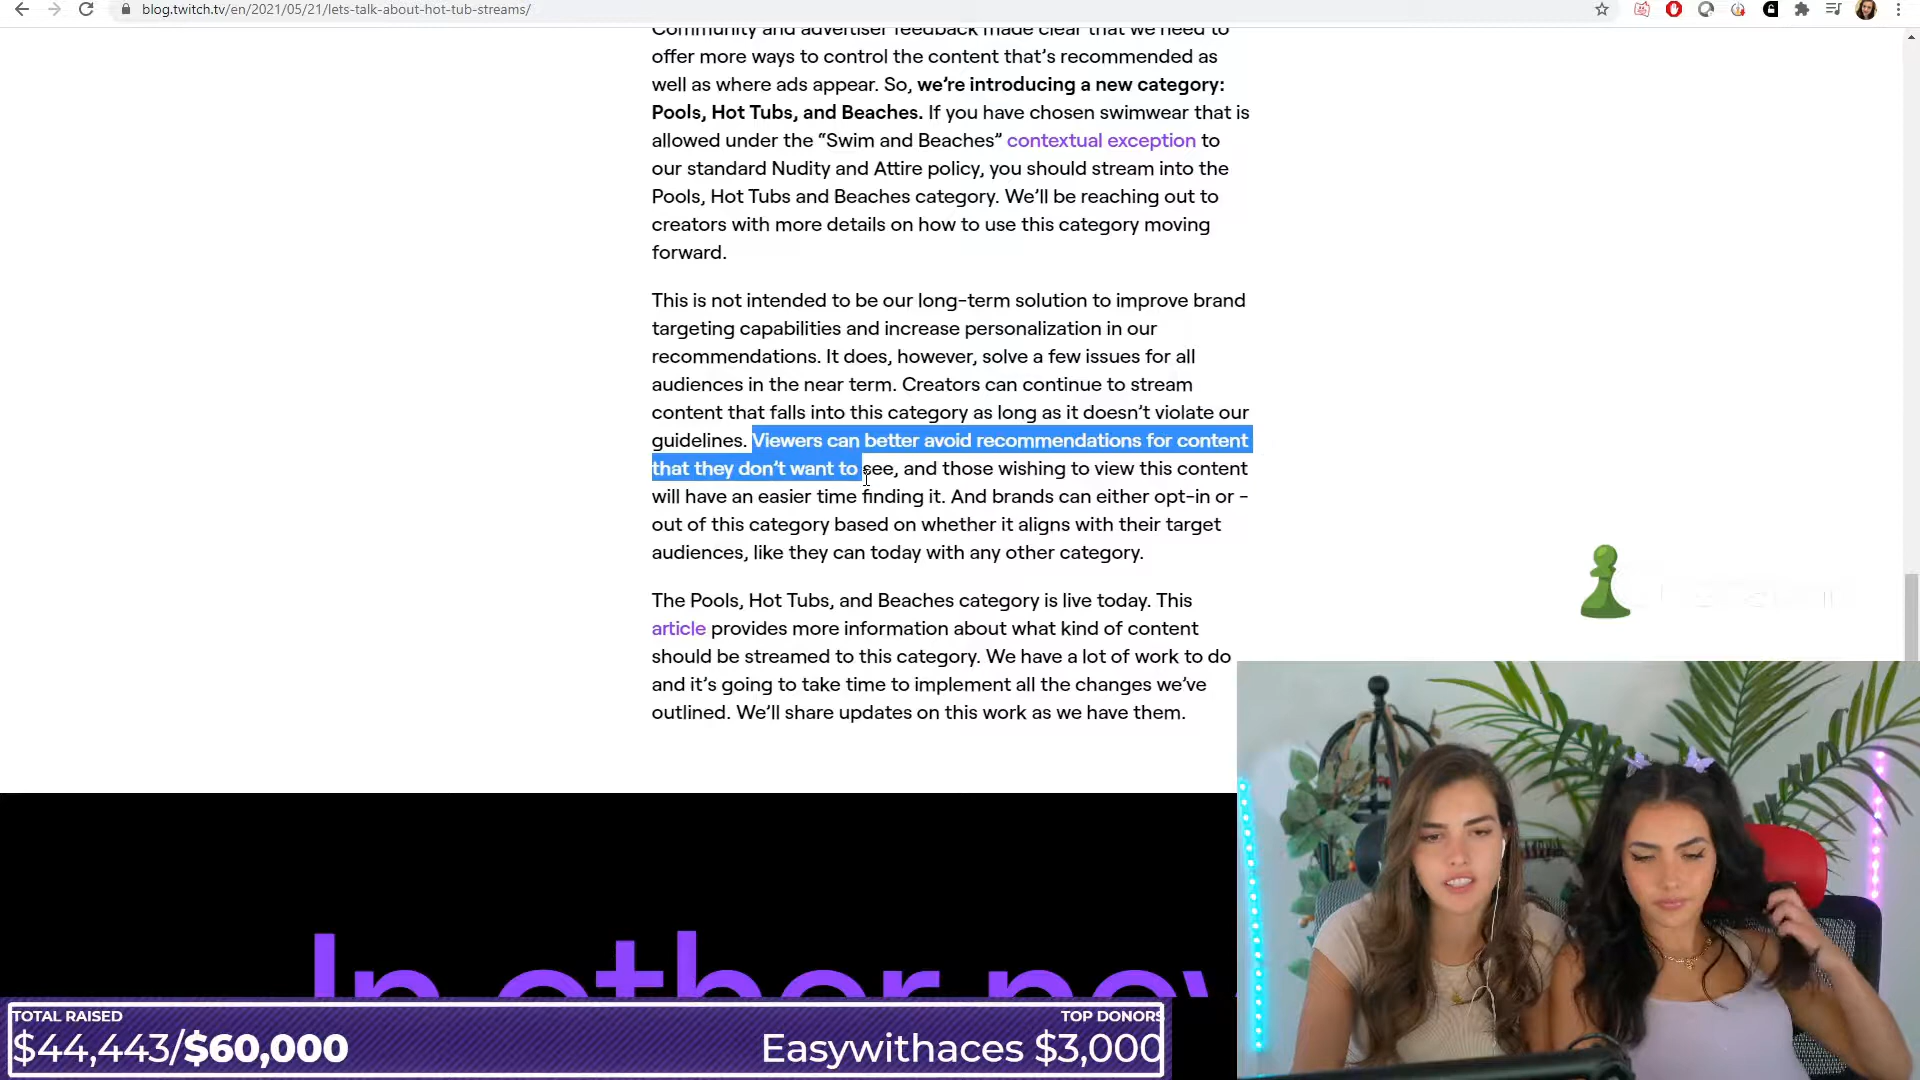 blog.twitch.tv/en/2021/05/21/lets-talk-about-hot-tub-streams/
Community and advertiser feedback made clear that we need to
offer more ways to control the content that’s recommended as
well as where ads appear. So, we’re introducing a new category:
Pools, Hot Tubs, and Beaches. If you have chosen swimwear that is
allowed under the “Swim and Beaches” contextual exception to
our standard Nudity and Attire policy, you should stream into the
Pools, Hot Tubs and Beaches category. We’ll be reaching out to
creators with more details on how to use this category moving
forward.
This is not intended to be our long-term solution to improve brand
targeting capabilities and increase personalization in our
recommendations. It does, however, solve a few issues for all
audiences in the near term. Creators can continue to stream
content that falls into this category as long as it doesn’t violate our
guidelines. Viewers can better avoid recommendations for content
that they don’t want to see, and those wishing to view this content
will have an easier time finding it. And brands can either opt-in or -
out of this category based on whether it aligns with their target
audiences, like they can today with any other category.
The Pools, Hot Tubs, and Beaches category is live today. This
article provides more information about what kind of content
should be streamed to this category. We have a lot of work to do
and it’s going to take time to implement all the changes we’ve
outlined. We’ll share updates on this work as we have them.
In other
TOTAL RAISED
$44,443/$60,000
TOP DONORS
Easywithaces $3,000